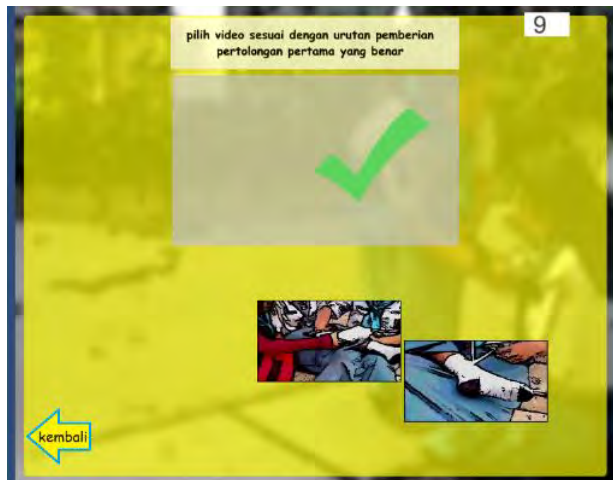 9
pilih video sesuai dengan urutan pemberian
pertolongan pertama yang benar
kembali